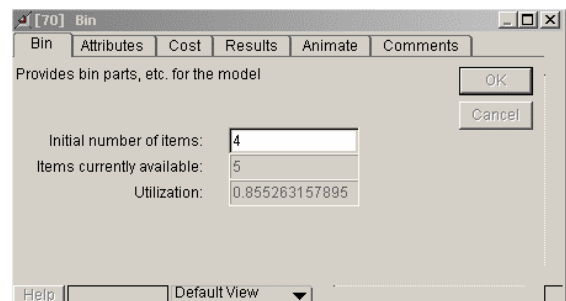 [70] Bin
Bin Attributes Cost Results Animate Comments
Provides bin parts, etc. for the model
OK
Cancel
Initial number of items: 4
Items currently available: 5
Utilization: 0.855263157895
Help Default View